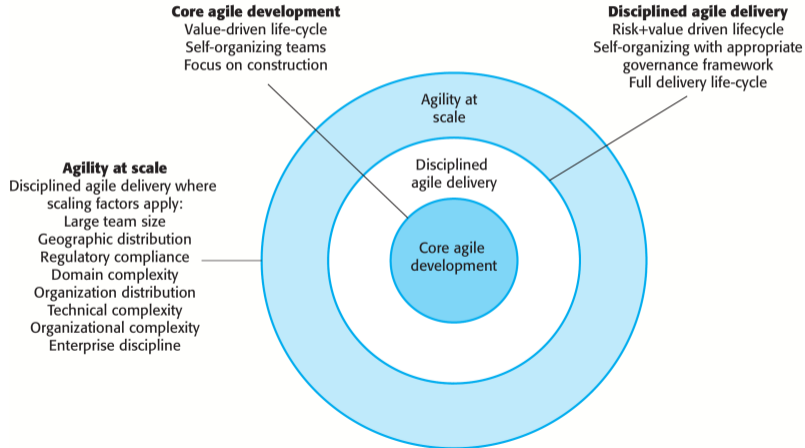 Core agile development
Value-driven life-cycle
Self-organizing teams
Focus on construction
Disciplined agile delivery
Risk+value driven lifecycle
Self-organizing with appropriate
governance framework
Full delivery life-cycle
Agility at
scale
Disciplined
agile delivery
Core agile
development
Agility at scale
Disciplined agile delivery where
scaling factors apply:
Large team size
Geographic distribution
Regulatory compliance
Domain complexity
Organization distribution
Technical complexity
Organizational complexity
Enterprise discipline